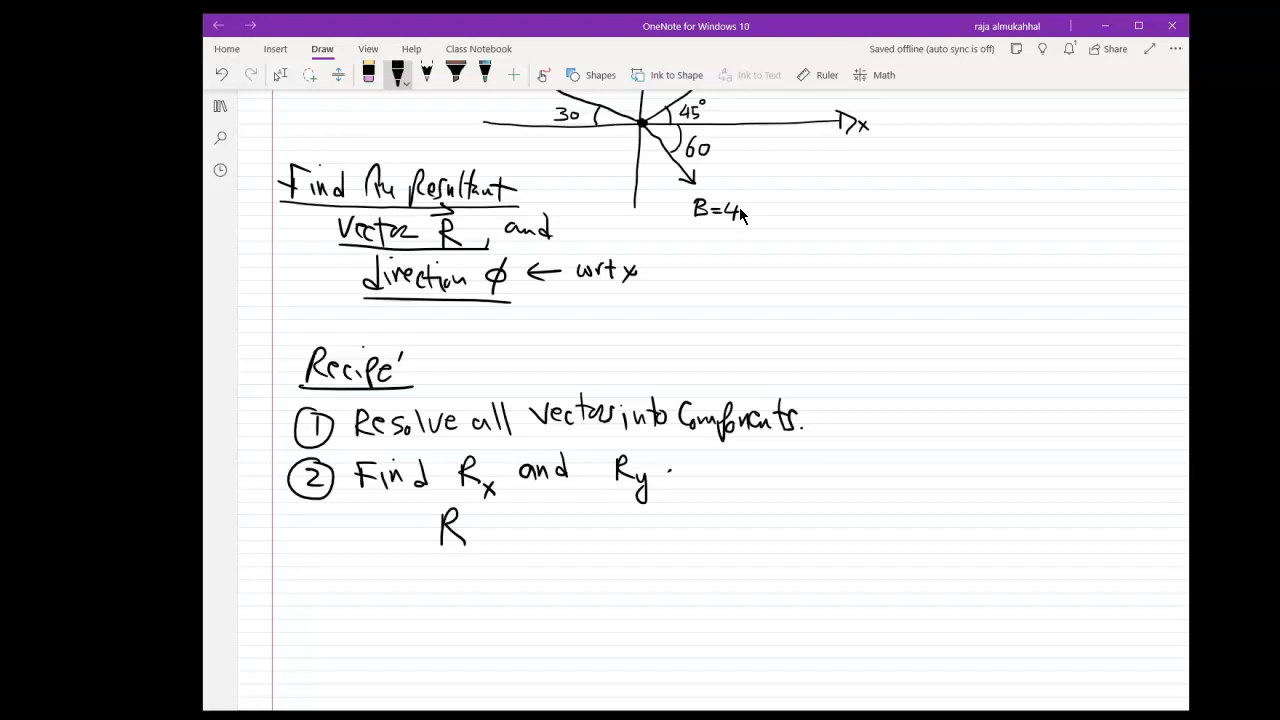 OneNote for Windows 10
raja almukahhal
Home Insert Draw View Help Class Notebook
Saved offline (auto sync is off)
Share
Shapes Ink to Shape Ink to Text Ruler Math
30 45°
x
60
B=4
Find the Resultant
vector R, and
direction ϕ ← wrt x
Recipe'
① Resolve all vectors into Components.
② Find Rx and Ry.
R